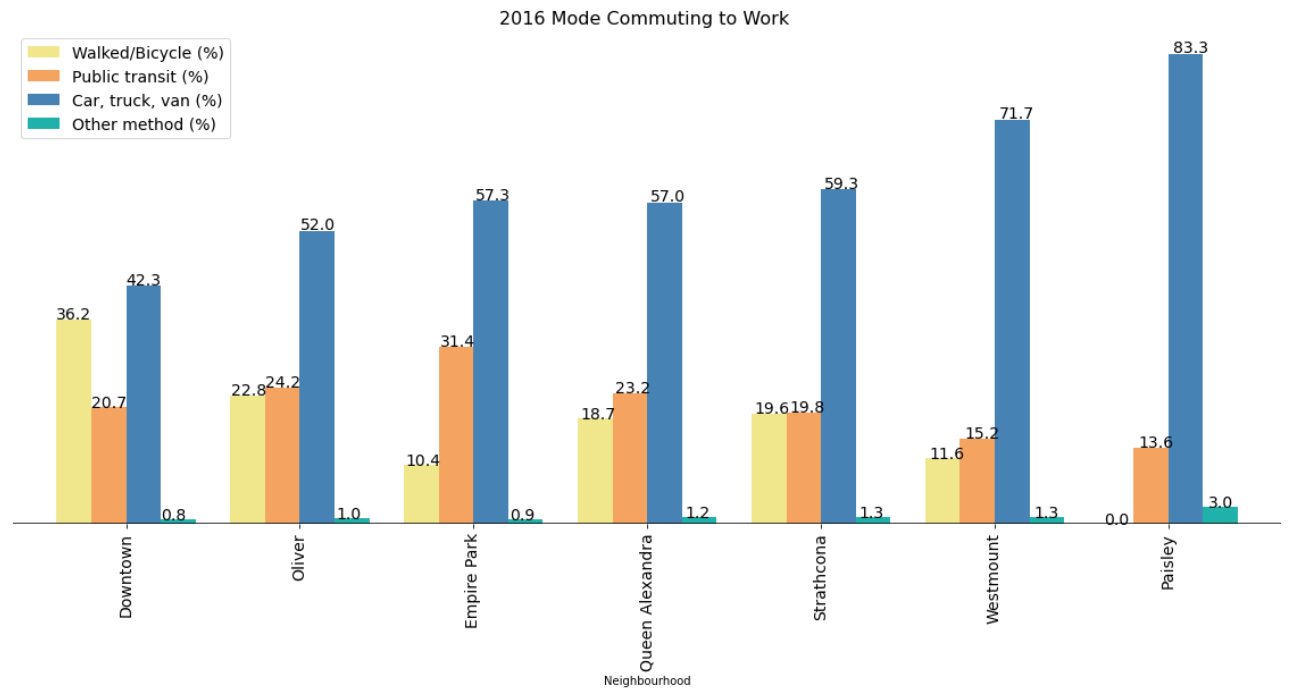 2016 Mode Commuting to Work
Walked/Bicycle (%)
Public transit (%)
Car, truck, van (%)
Other method (%)
36.2
20.7
42.3
0.8
22.8
24.2
52.0
1.0
10.4
31.4
57.3
0.9
18.7
23.2
57.0
1.2
19.6
19.8
59.3
1.3
11.6
15.2
71.7
1.3
0.0
13.6
83.3
3.0
Downtown
Oliver
Empire Park
Queen Alexandra
Strathcona
Westmount
Paisley
Neighbourhood